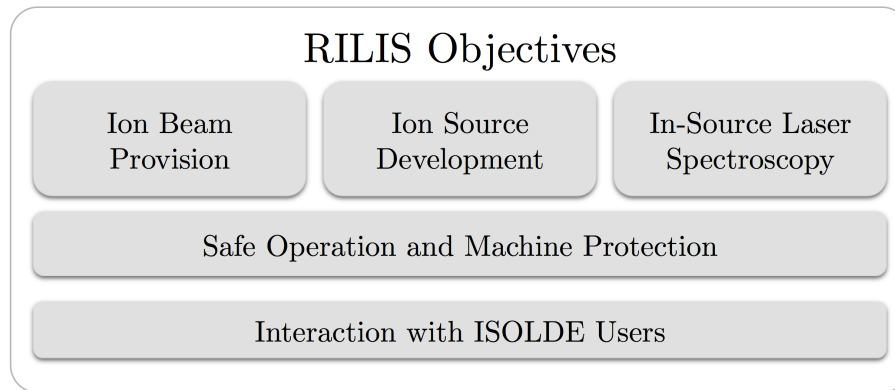 RILIS Objectives
Ion Beam
Provision
Ion Source
Development
In-Source Laser
Spectroscopy
Safe Operation and Machine Protection
Interaction with ISOLDE Users